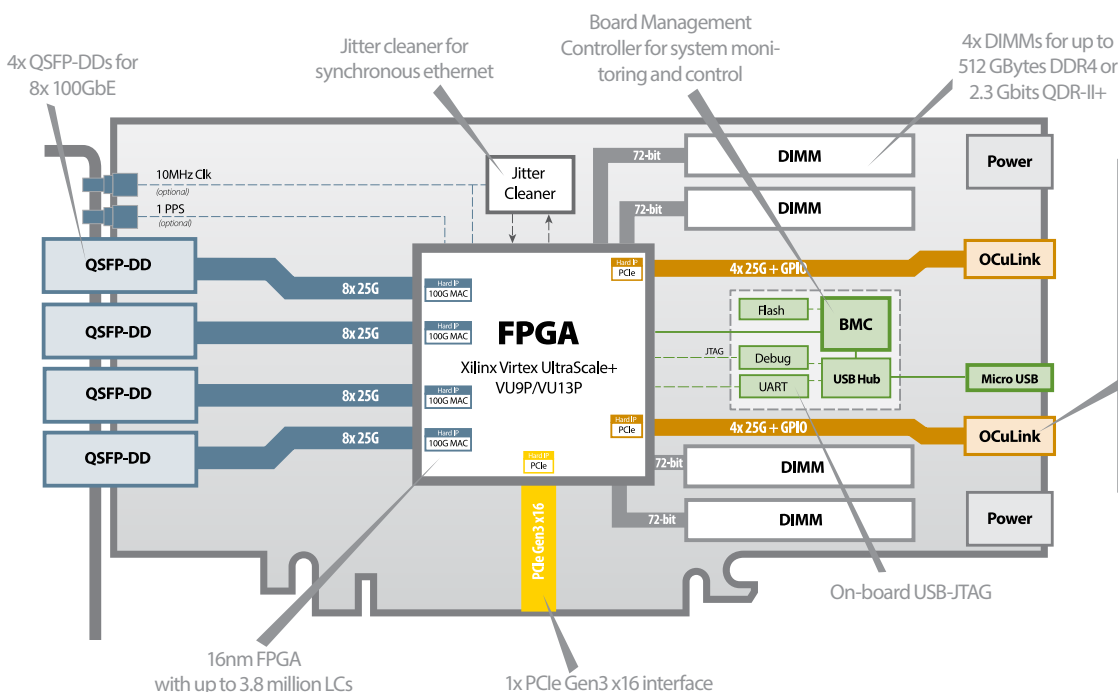 4x QSFP-DDs for
8x 100GbE
Jitter cleaner for
synchronous ethernet
Board Management
Controller for system moni-
toring and control
4x DIMMs for up to
512 GBytes DDR4 or
2.3 Gbits QDR-II+
10MHz Clk
(optional)
1 PPS
(optional)
Jitter
Cleaner
72-bit
DIMM
72-bit
DIMM
Power
QSFP-DD
8x 25G
QSFP-DD
8x 25G
QSFP-DD
8x 25G
QSFP-DD
8x 25G
Hard IP
100G MAC
Hard IP
100G MAC
Hard IP
100G MAC
Hard IP
100G MAC
FPGA
Xilinx Virtex UltraScale+
VU9P/VU13P
Hard IP
PCIe
Hard IP
PCIe
Hard IP
PCIe
4x 25G + GPIO
OCuLink
Flash
BMC
JTAG
Debug
UART
USB Hub
Micro USB
4x 25G + GPIO
OCuLink
72-bit
DIMM
72-bit
DIMM
Power
PCIe Gen3 x16
On-board USB-JTAG
16nm FPGA
with up to 3.8 million LCs
1x PCIe Gen3 x16 interface